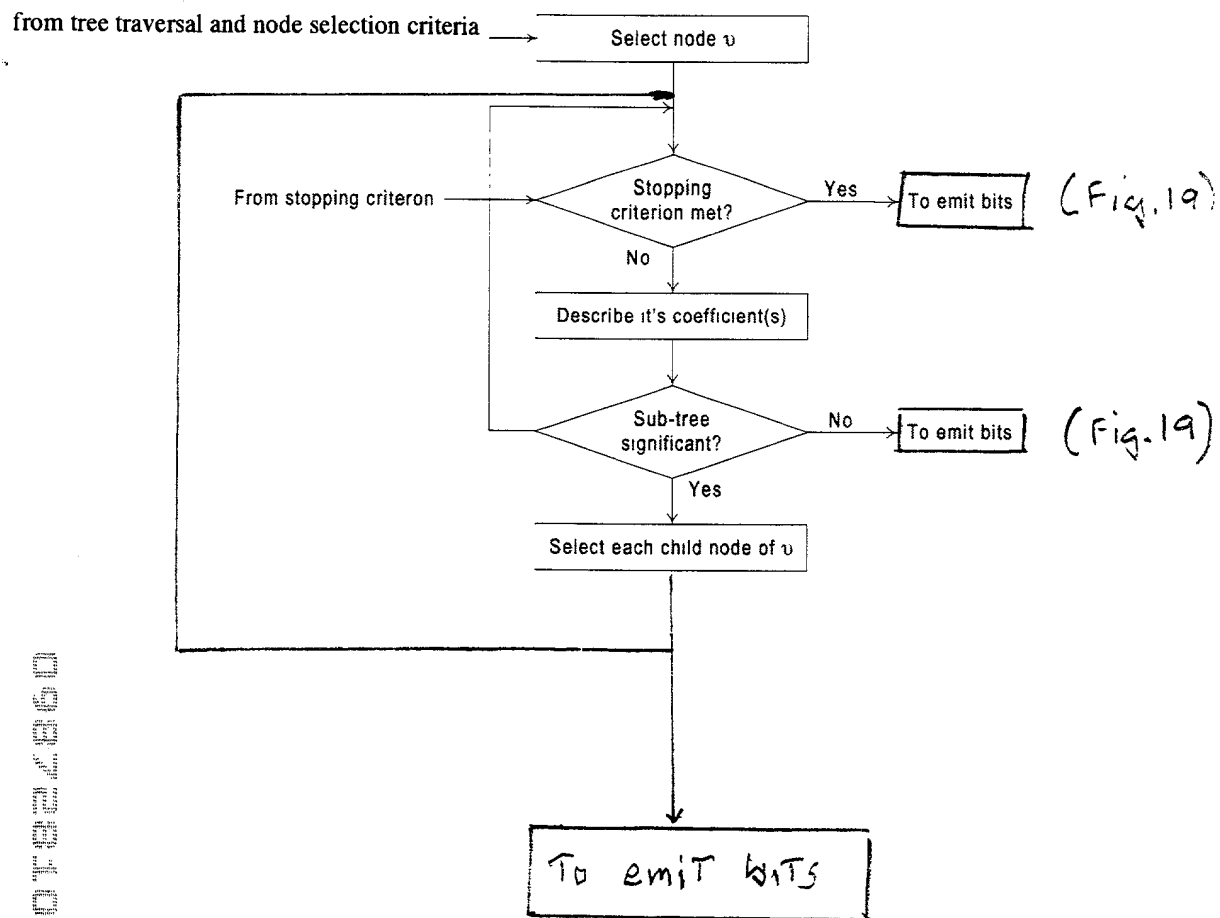 from tree traversal and node selection criteria
Select node υ
From stopping criteron
Stopping
criterion met?
Yes
To emit bits
(Fig.19)
No
Describe it's coefficient(s)
Sub-tree
significant?
No
To emit bits
(Fig.19)
Yes
Select each child node of υ
To emiT biTs